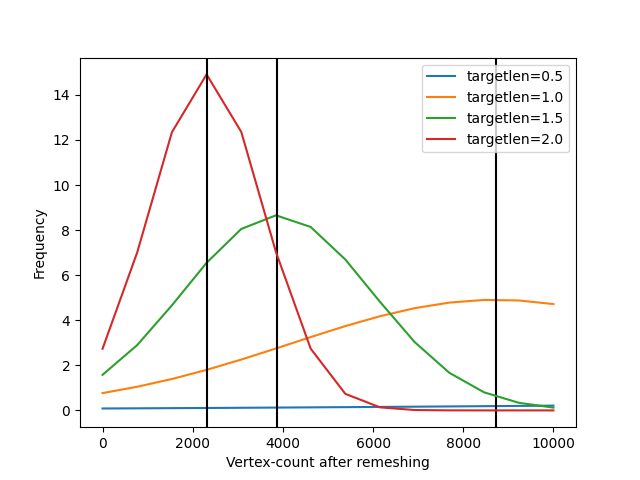 targetlen=0.5
targetlen=1.0
targetlen=1.5
targetlen=2.0
Frequency
14
12
10
8
6
4
2
0
0 2000 4000 6000 8000 10000
Vertex-count after remeshing